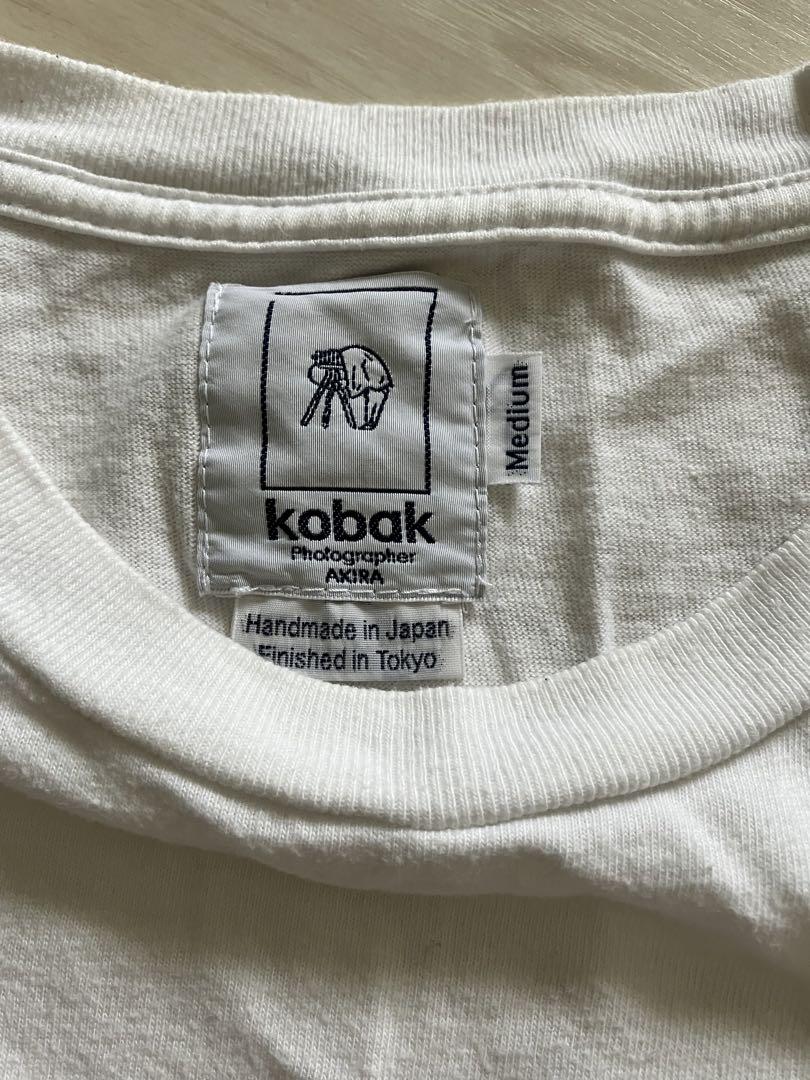 kobak
Photographer
AKIRA
Medium
Handmade in Japan
Finished in Tokyo